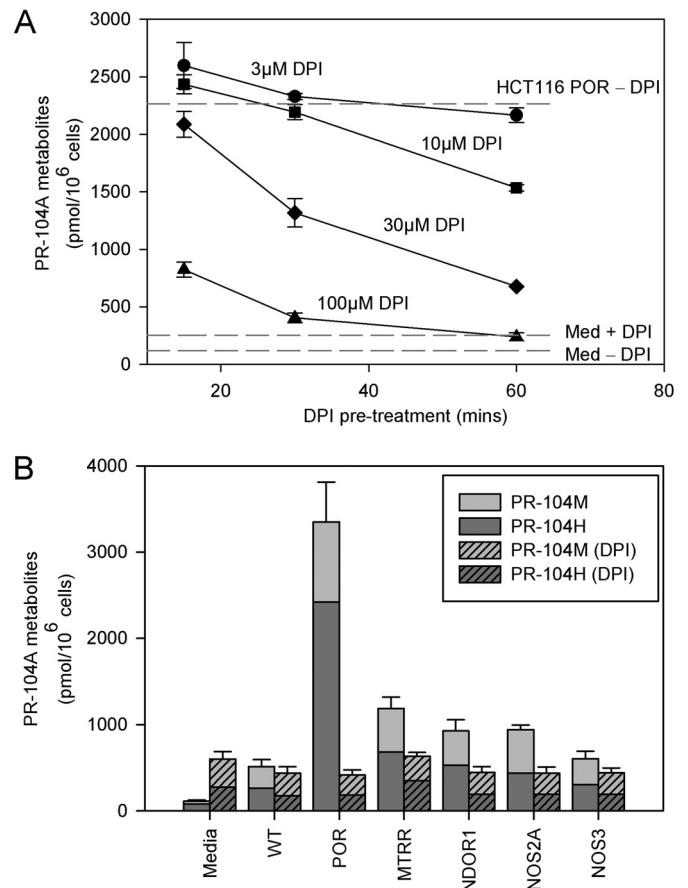 A
3000
2500
2000
1500
1000
500
0
PR-104A metabolites
(pmol/10⁶ cells)
3μM DPI
HCT116 POR – DPI
10μM DPI
30μM DPI
100μM DPI
Med + DPI
Med – DPI
20
40
60
80
DPI pre-treatment (mins)
B
4000
3000
2000
1000
0
PR-104A metabolites
(pmol/10⁶ cells)
PR-104M
PR-104H
PR-104M (DPI)
PR-104H (DPI)
Media
WT
POR
MTRR
NDOR1
NOS2A
NOS3